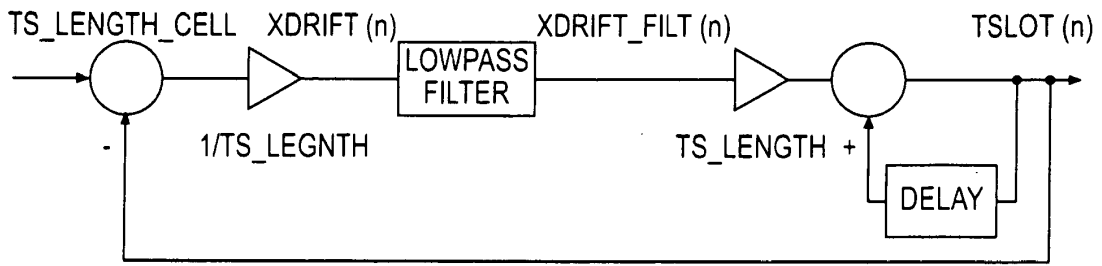 TS_LENGTH_CELL
XDRIFT (n)
XDRIFT_FILT (n)
TSLOT (n)
LOWPASS
FILTER
-
1/TS_LEGNTH
TS_LENGTH +
DELAY